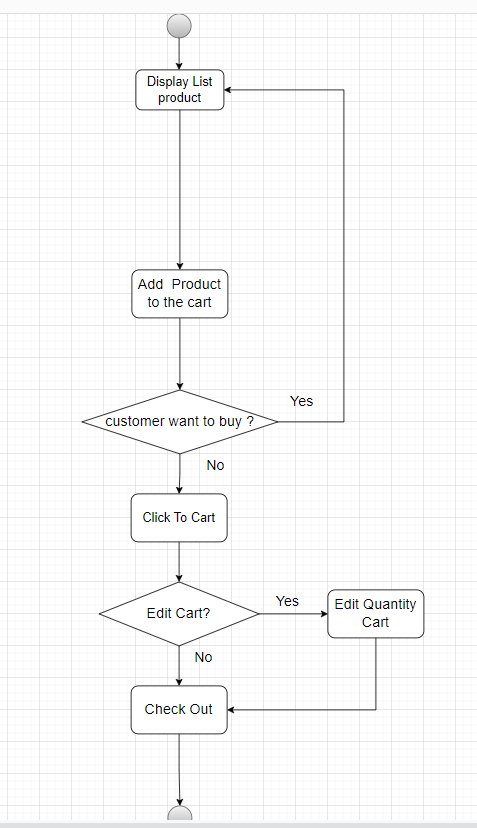 Display List
product
Add  Product
to the cart
customer want to buy ?
Yes
No
Click To Cart
Edit Cart?
Yes
Edit Quantity
Cart
No
Check Out